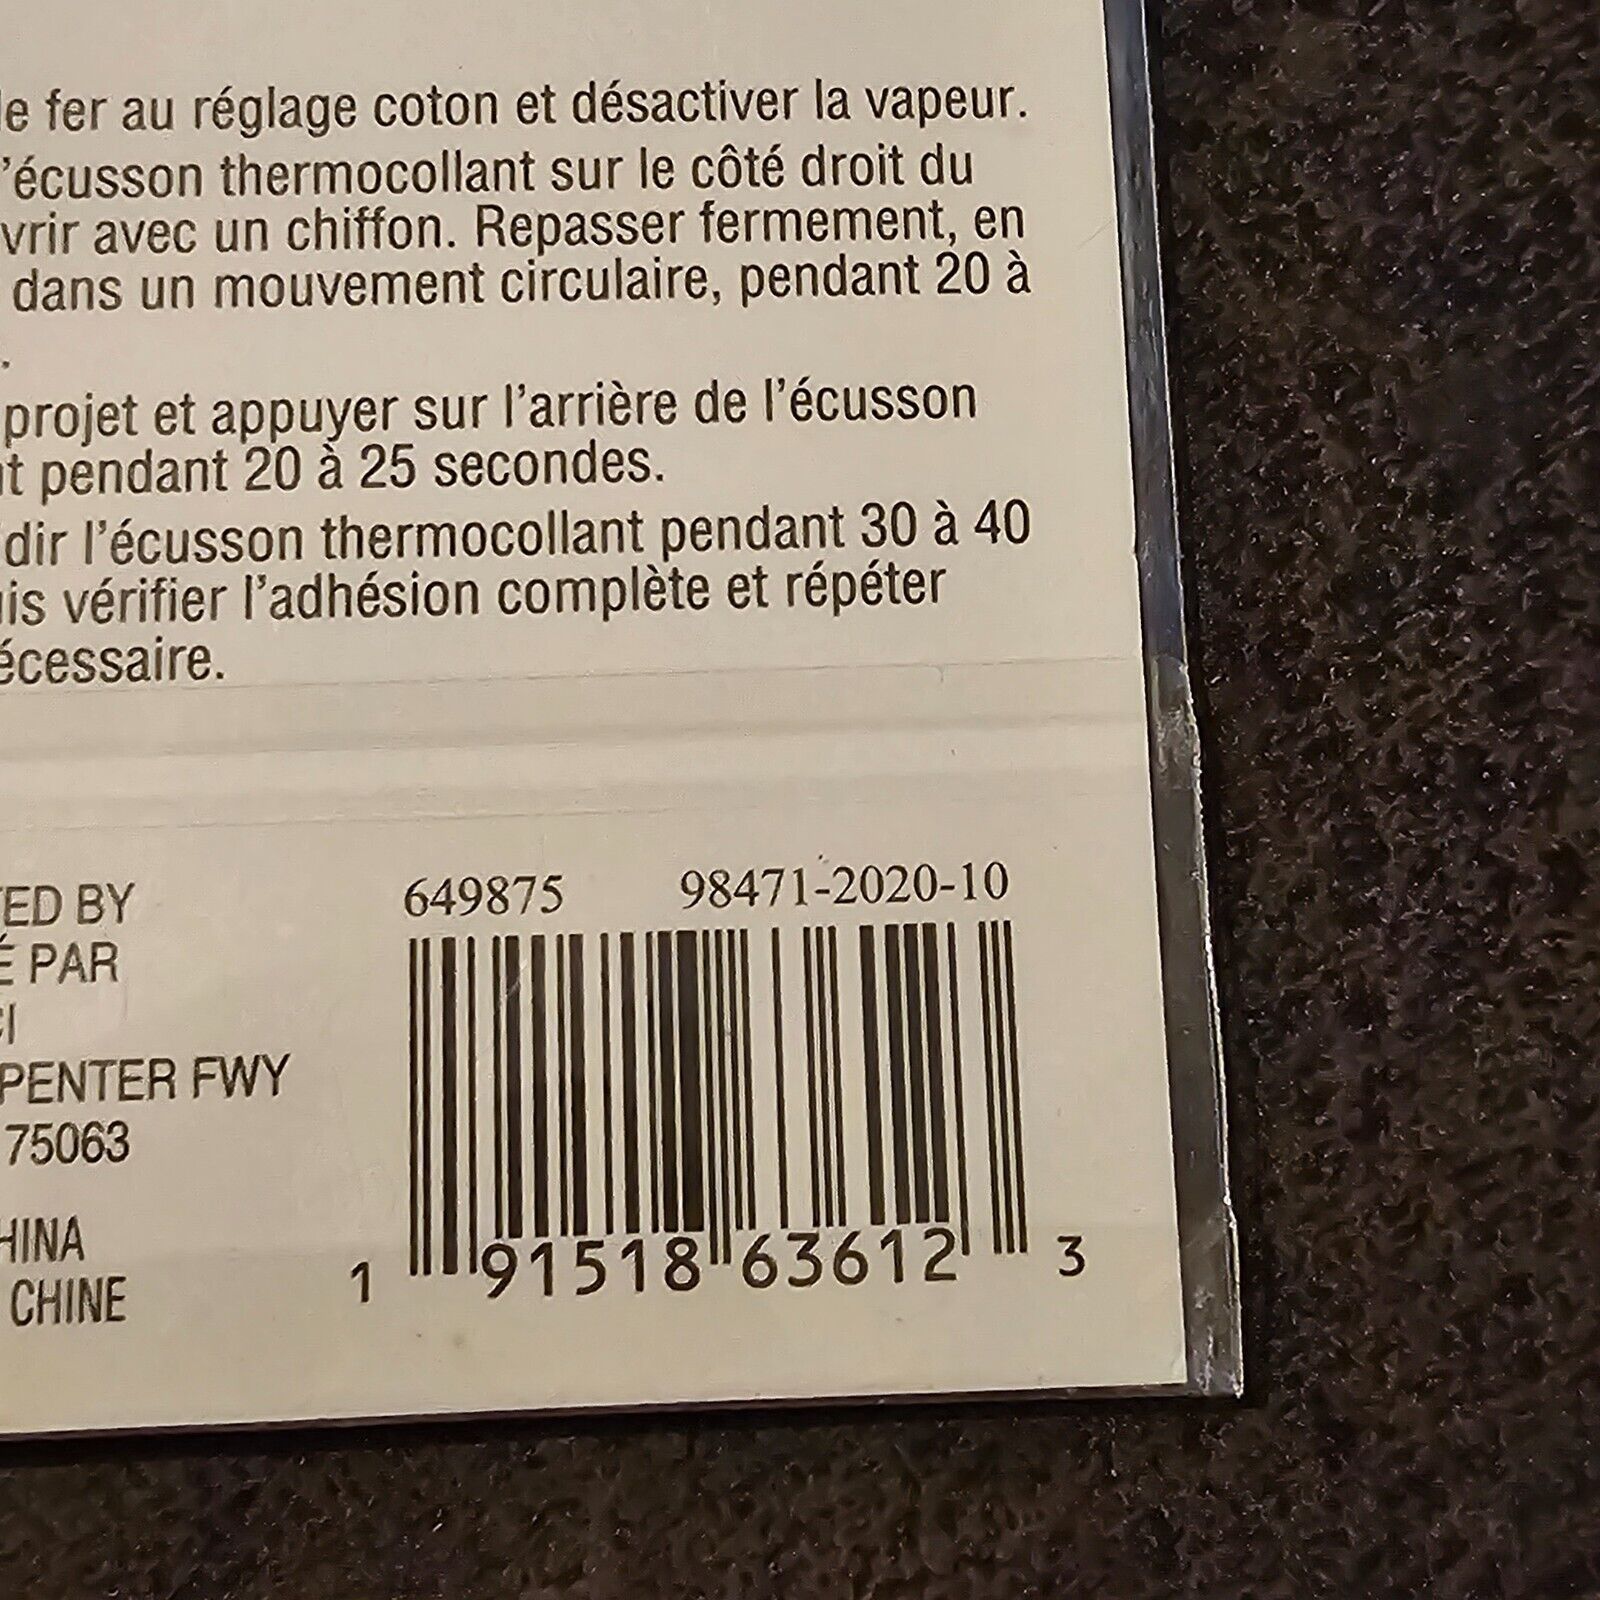 le fer au réglage coton et désactiver la vapeur.
'écusson thermocollant sur le côté droit du
vrir avec un chiffon. Repasser fermement, en
dans un mouvement circulaire, pendant 20 à
.
projet et appuyer sur l'arrière de l'écusson
nt pendant 20 à 25 secondes.
dir l'écusson thermocollant pendant 30 à 40
uis vérifier l'adhésion complète et répéter
écessaire.
649875 98471-2020-10
TED BY
É PAR
CI
PENTER FWY
75063
HINA
CHINE
1 91518 63612 3